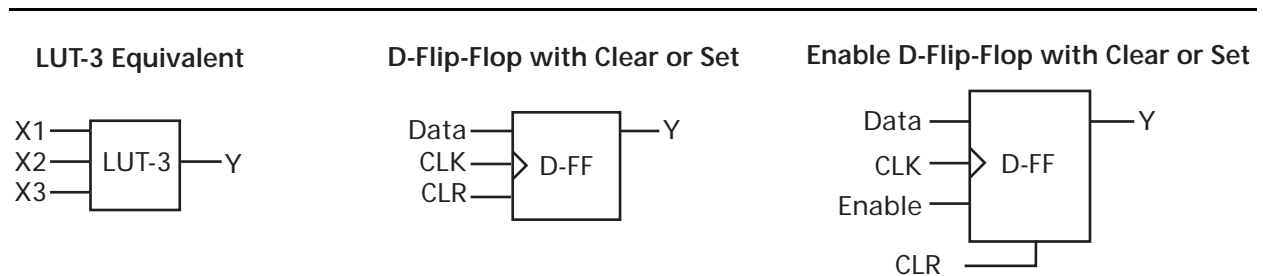 LUT-3 Equivalent
X1
X2
X3
LUT-3
Y
D-Flip-Flop with Clear or Set
Data
CLK
CLR
D-FF
Y
Enable D-Flip-Flop with Clear or Set
Data
CLK
Enable
CLR
D-FF
Y